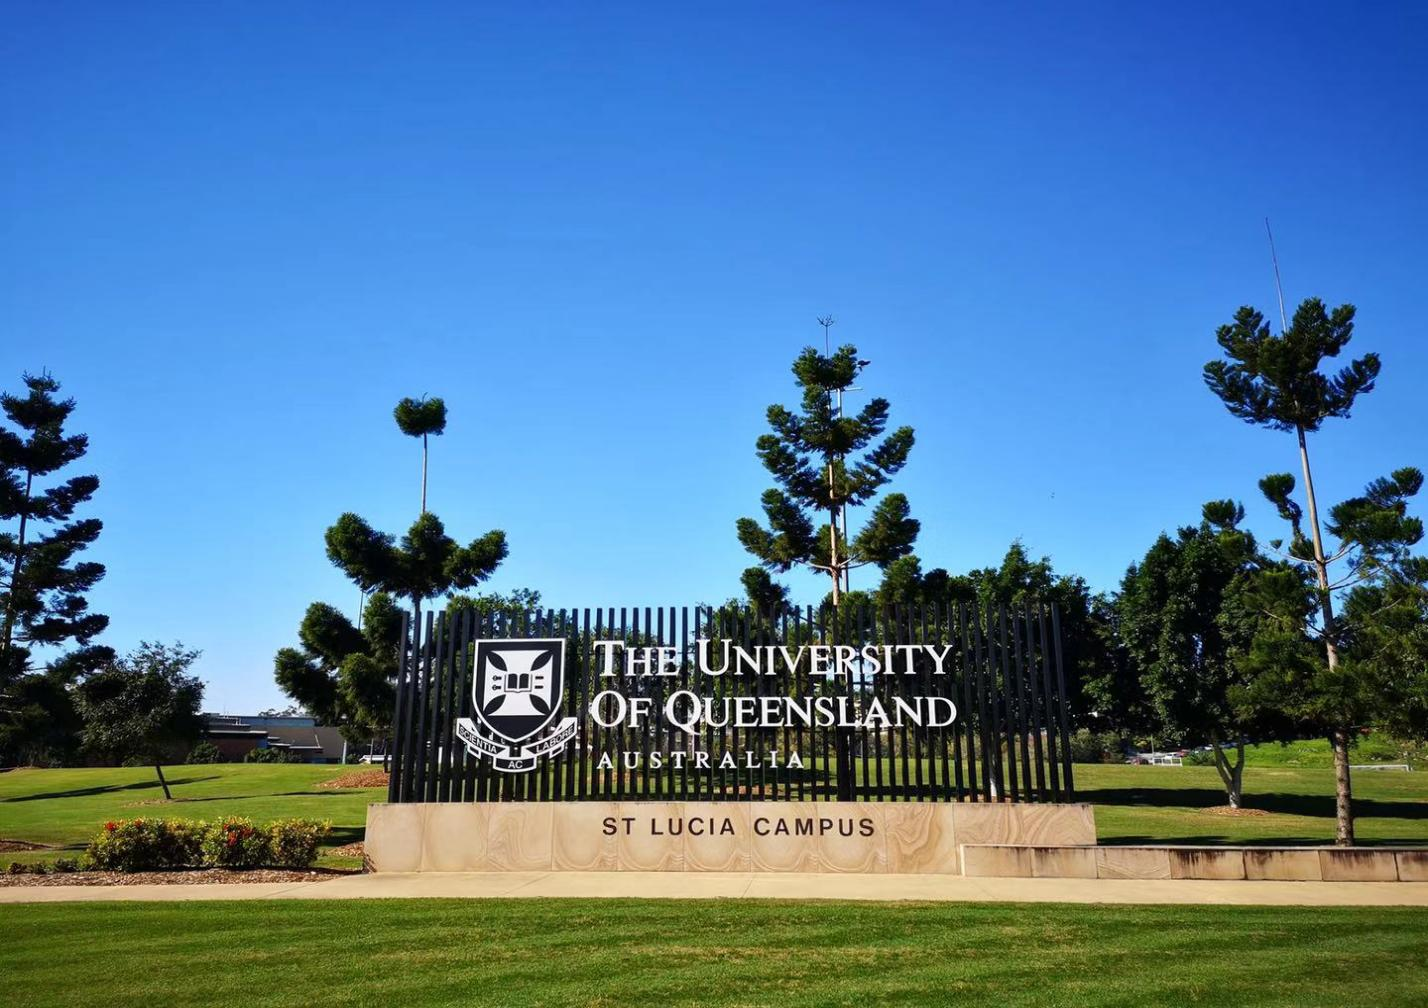 THE UNIVERSITY
OF QUEENSLAND
AUSTRALIA
SCIENTIA AC LABORE
ST LUCIA CAMPUS